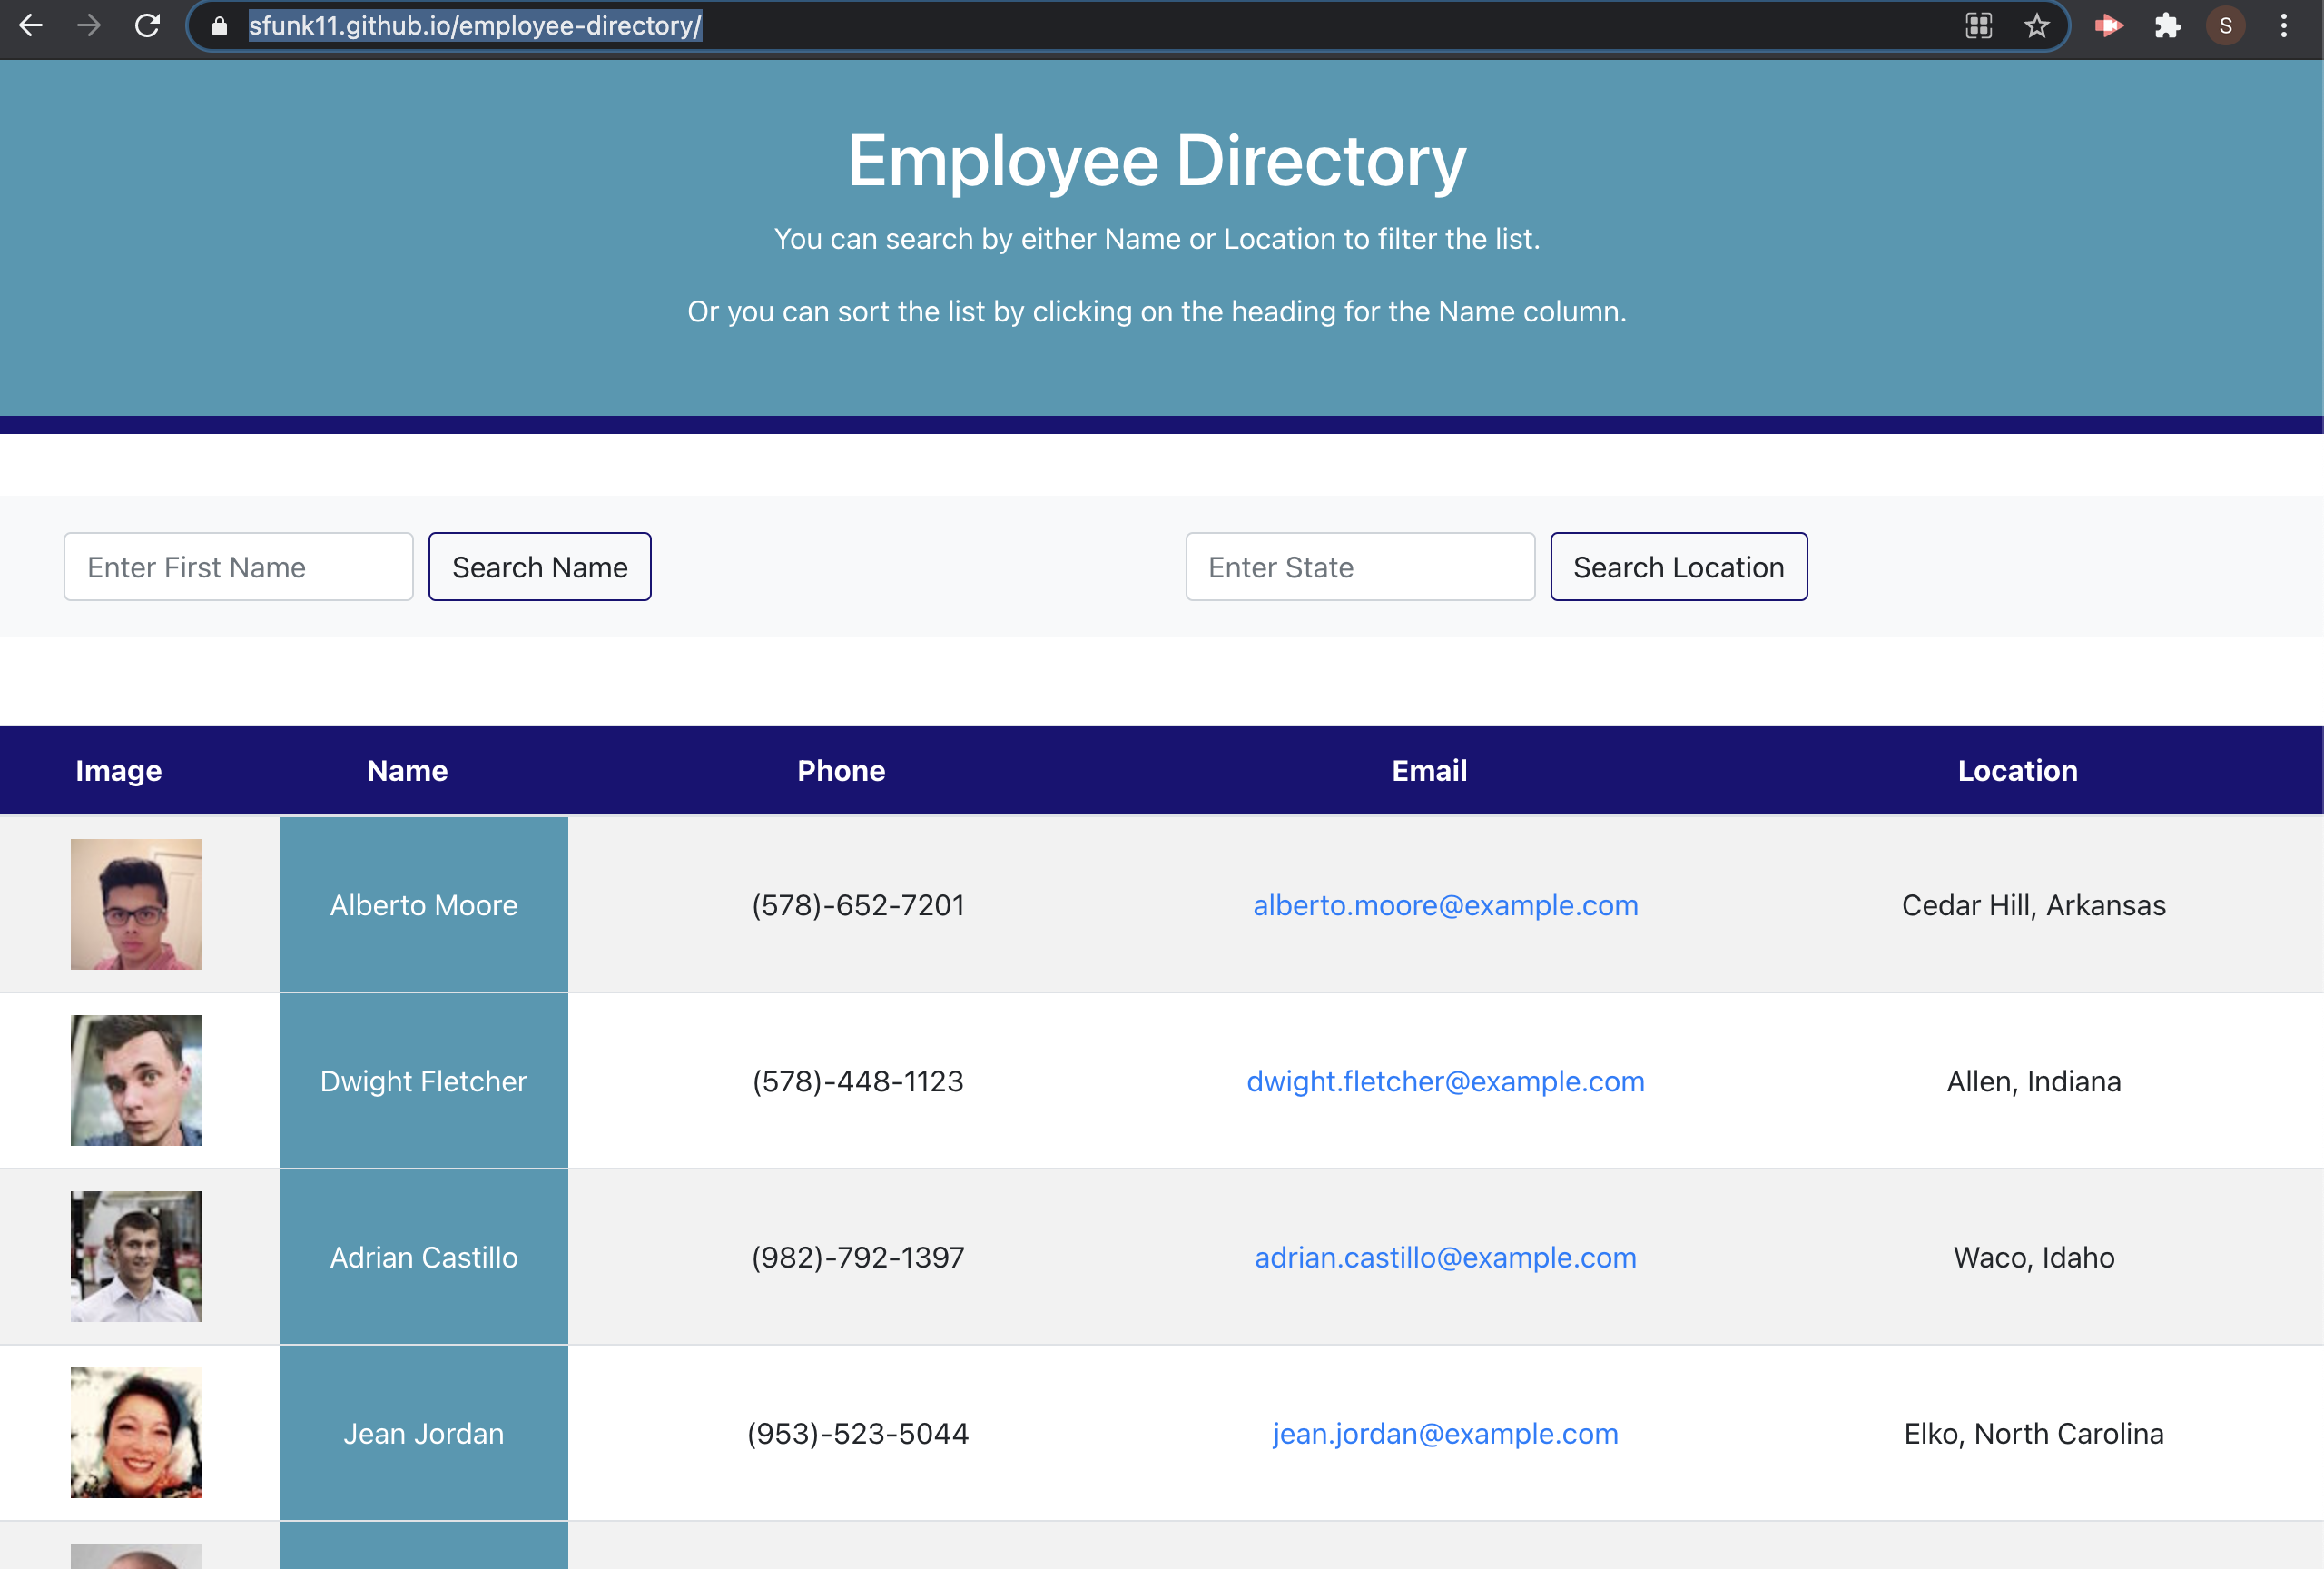 sfunk11.github.io/employee-directory/
S
Employee Directory
You can search by either Name or Location to filter the list.
Or you can sort the list by clicking on the heading for the Name column.
Enter First Name Search Name Enter State Search Location
Image Name Phone Email Location
Alberto Moore (578)-652-7201 alberto.moore@example.com Cedar Hill, Arkansas
Dwight Fletcher (578)-448-1123 dwight.fletcher@example.com Allen, Indiana
Adrian Castillo (982)-792-1397 adrian.castillo@example.com Waco, Idaho
Jean Jordan (953)-523-5044 jean.jordan@example.com Elko, North Carolina